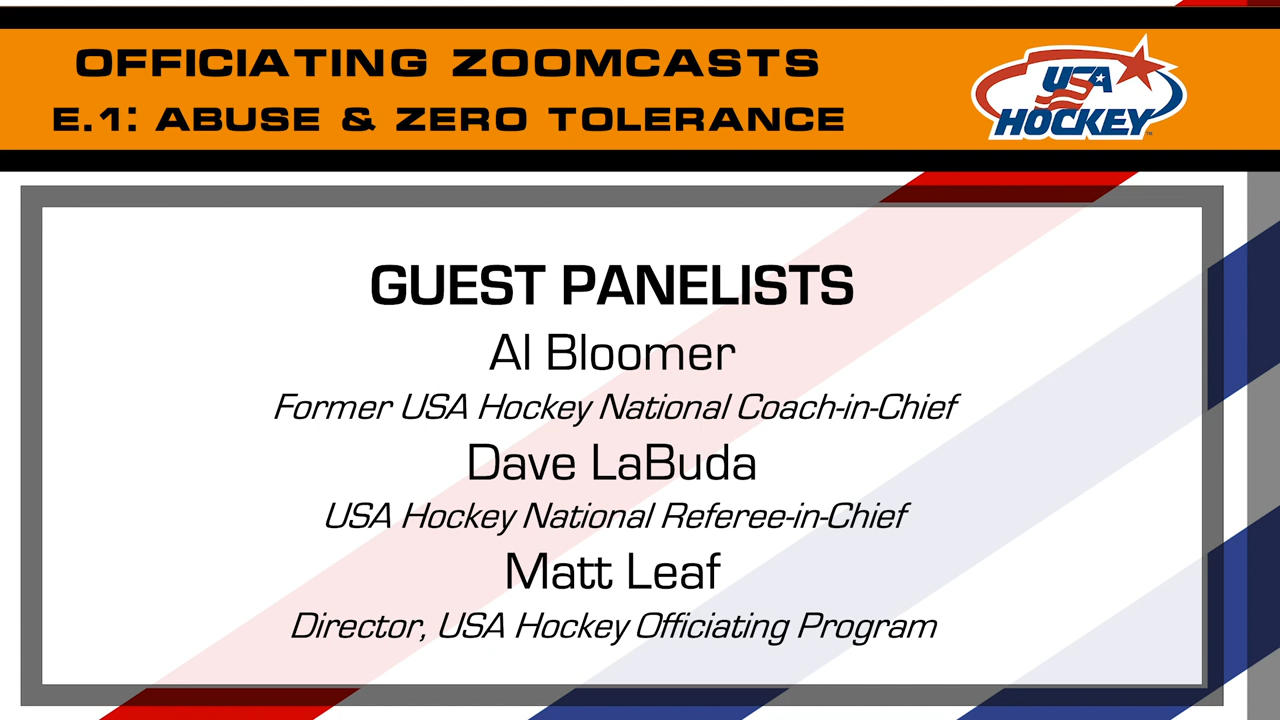 OFFICIATING ZOOMCASTS
E.1: ABUSE & ZERO TOLERANCE
USA
HOCKEY™
GUEST PANELISTS
Al Bloomer
Former USA Hockey National Coach-in-Chief
Dave LaBuda
USA Hockey National Referee-in-Chief
Matt Leaf
Director, USA Hockey Officiating Program